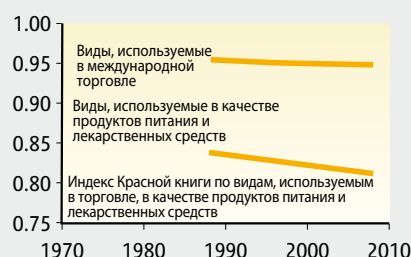 1.00
Виды, используемые
в международной
торговле
0.95
0.90
Виды, используемые в качестве
продуктов питания и
лекарственных средств
0.85
0.80
Индекс Красной книги по видам, используемым
в торговле, в качестве продуктов питания и
лекарственных средств
0.75
1970 1980 1990 2000 2010